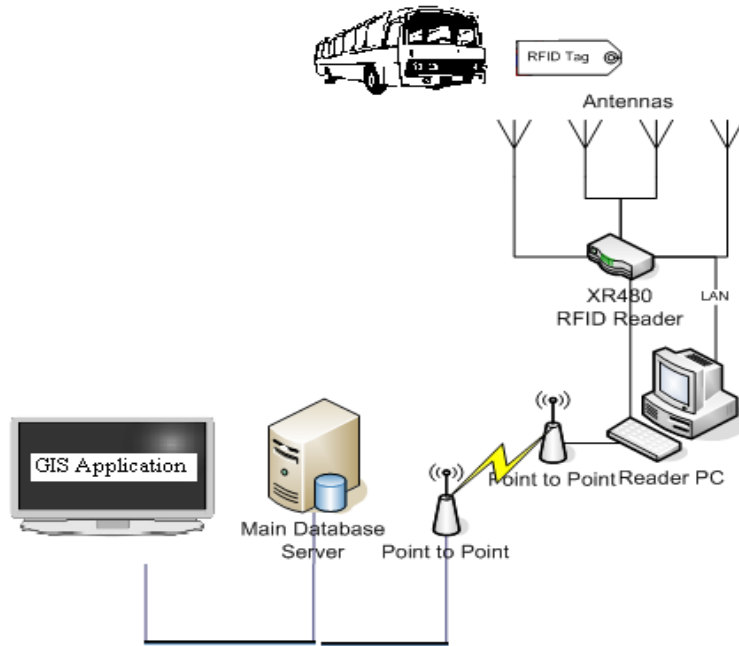 RFID Tag
Antennas
XR480
RFID Reader
LAN
GIS Application
Main Database
Server
Point to Point
Point to Point
Reader PC